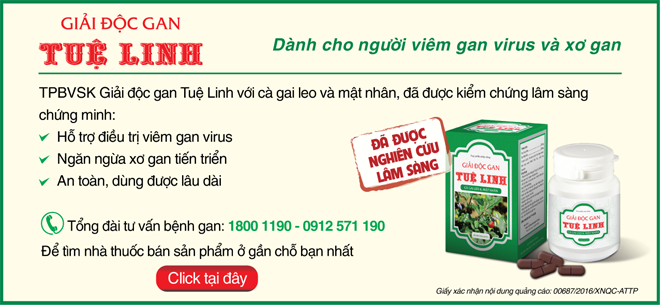 GIẢI ĐỘC GAN
TUỆ LINH
Dành cho người viêm gan virus và xơ gan
TPBVSK Giải độc gan Tuệ Linh với cà gai leo và mật nhân, đã được kiểm chứng lâm sàng
chứng minh:
Hỗ trợ điều trị viêm gan virus
Ngăn ngừa xơ gan tiến triển
An toàn, dùng được lâu dài
ĐÃ ĐƯỢC
NGHIÊN CỨU
LÂM SÀNG
GIẢI ĐỘC GAN
TUỆ LINH
GIẢI ĐỘC GAN
TUỆ LINH
Tổng đài tư vấn bệnh gan: 1800 1190 - 0912 571 190
Để tìm nhà thuốc bán sản phẩm ở gần chỗ bạn nhất
Click tại đây
Giấy xác nhận nội dung quảng cáo: 00687/2016/XNQC-ATTP